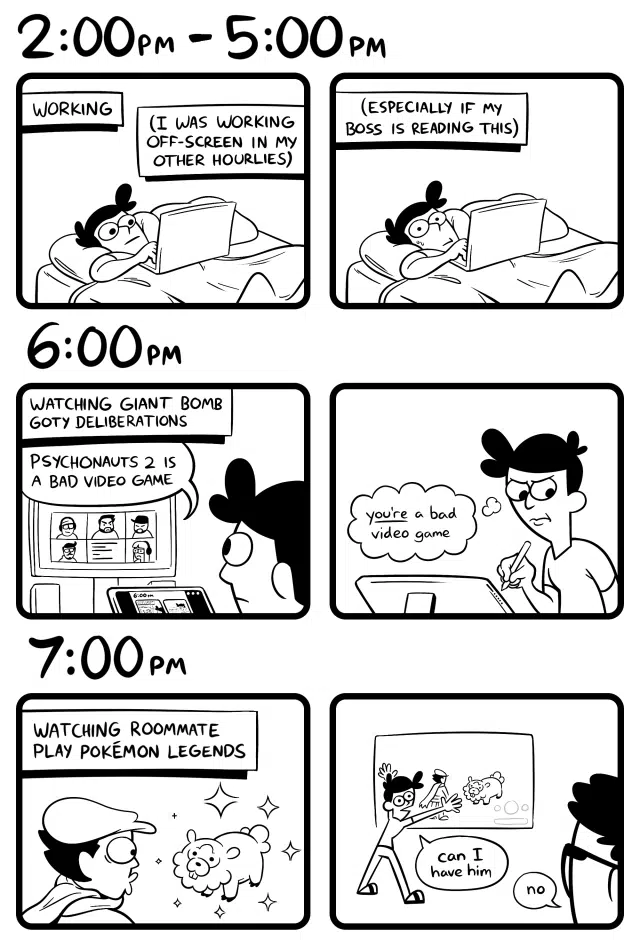 2:00PM - 5:00PM
WORKING
(I WAS WORKING
OFF-SCREEN IN MY
OTHER HOURLIES)
(ESPECIALLY IF MY
BOSS IS READING THIS)
6:00PM
WATCHING GIANT BOMB
GOTY DELIBERATIONS
PSYCHONAUTS 2 IS
A BAD VIDEO GAME
6:00PM
you're a bad
video game
7:00PM
WATCHING ROOMMATE
PLAY POKÉMON LEGENDS
can I
have him
no